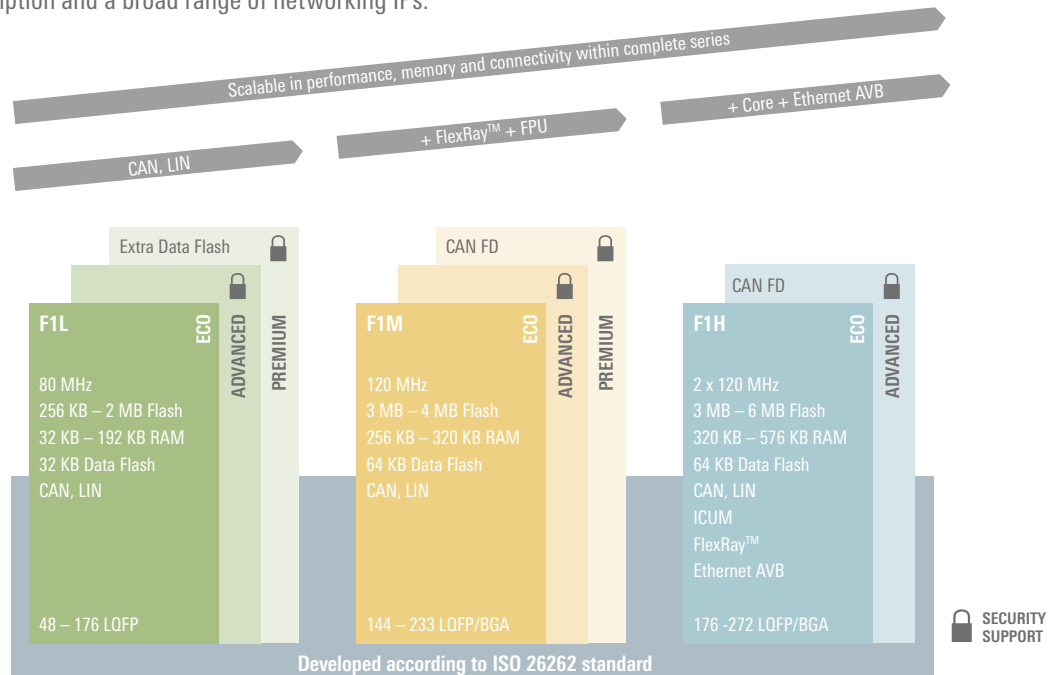 ption and a broad range of networking IPs.
Scalable in performance, memory and connectivity within complete series
CAN, LIN
+ FlexRay™ + FPU
+ Core + Ethernet AVB
Extra Data Flash
PREMIUM
ADVANCED
ECO
F1L
80 MHz
256 KB – 2 MB Flash
32 KB – 192 KB RAM
32 KB Data Flash
CAN, LIN
48 – 176 LQFP
CAN FD
PREMIUM
ADVANCED
ECO
F1M
120 MHz
3 MB – 4 MB Flash
256 KB – 320 KB RAM
64 KB Data Flash
CAN, LIN
144 – 233 LQFP/BGA
CAN FD
ADVANCED
ECO
F1H
2 x 120 MHz
3 MB – 6 MB Flash
320 KB – 576 KB RAM
64 KB Data Flash
CAN, LIN
ICUM
FlexRay™
Ethernet AVB
176 -272 LQFP/BGA
SECURITY
SUPPORT
Developed according to ISO 26262 standard